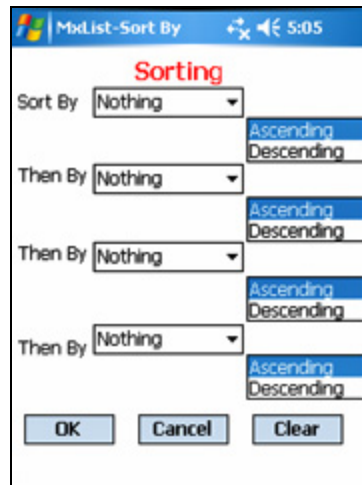 MxList-Sort By 5:05
Sorting
Sort By Nothing
Ascending
Descending
Then By Nothing
Ascending
Descending
Then By Nothing
Ascending
Descending
Then By Nothing
Ascending
Descending
OK Cancel Clear